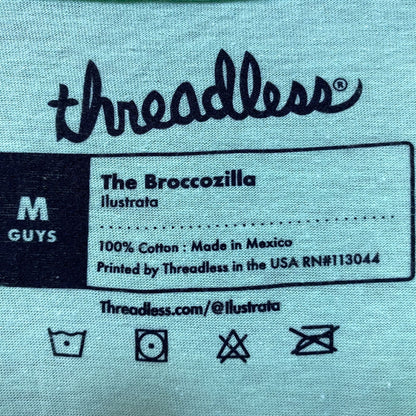 threadless®
M
GUYS
The Broccozilla
Ilustrata
100% Cotton : Made in Mexico
Printed by Threadless in the USA RN#113044
Threadless.com/@Ilustrata